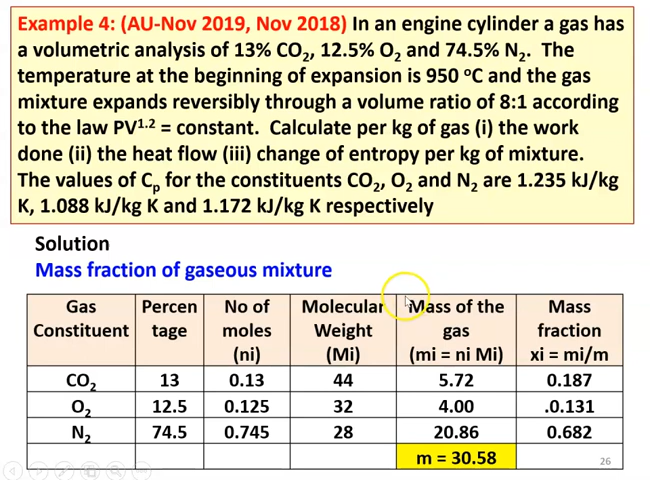 Example 4: (AU-Nov 2019, Nov 2018) In an engine cylinder a gas has
a volumetric analysis of 13% CO₂, 12.5% O₂ and 74.5% N₂. The
temperature at the beginning of expansion is 950 ⁰C and the gas
mixture expands reversibly through a volume ratio of 8:1 according
to the law PV¹·² = constant. Calculate per kg of gas (i) the work
done (ii) the heat flow (iii) change of entropy per kg of mixture.
The values of Cₚ for the constituents CO₂, O₂ and N₂ are 1.235 kJ/kg
K, 1.088 kJ/kg K and 1.172 kJ/kg K respectively
Solution
Mass fraction of gaseous mixture
Gas Constituent | Percen tage | No of moles (ni) | Molecular Weight (Mi) | Mass of the gas (mi = ni Mi) | Mass fraction xi = mi/m
CO₂ | 13 | 0.13 | 44 | 5.72 | 0.187
O₂ | 12.5 | 0.125 | 32 | 4.00 | .0.131
N₂ | 74.5 | 0.745 | 28 | 20.86 | 0.682
m = 30.58
26